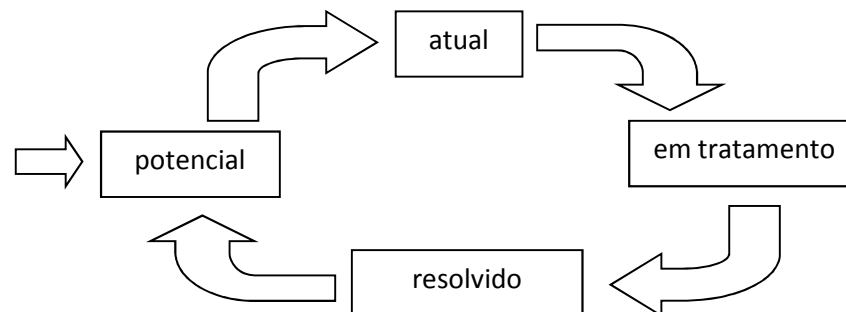 atual
potencial
em tratamento
resolvido